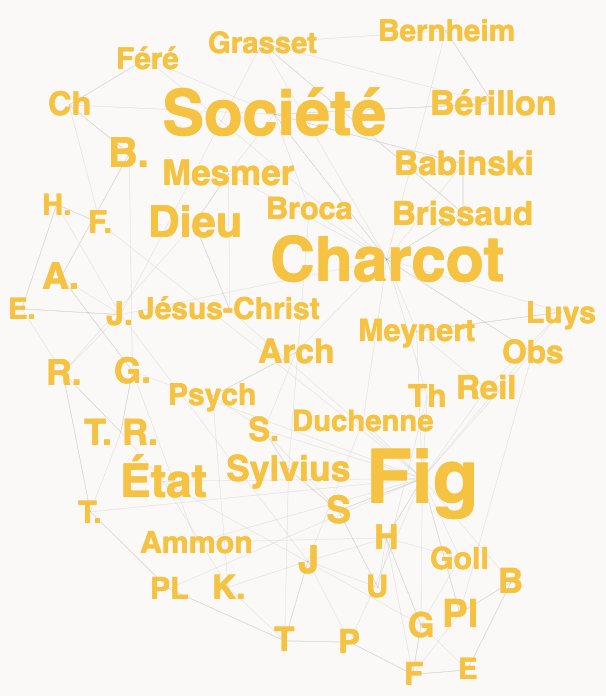 Bernheim
Grasset
Féré
Ch
Société
Bérillon
B.
Mesmer
Babinski
H.
F.
Dieu
Broca
Brissaud
Charcot
A.
E.
J.
Jésus-Christ
Luys
Meynert
Obs
Arch
R.
G.
Psych
Th
Reil
Duchenne
S.
T. R.
État
Sylvius
Fig
T.
S
H
Ammon
J
Goll
PL
K.
U
B
G
Pl
T
P
F
E